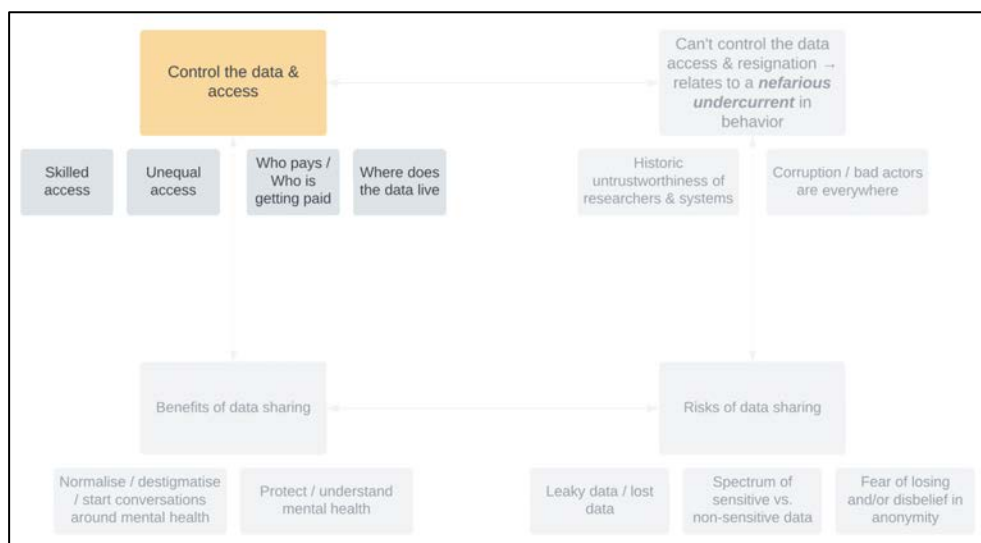 Control the data &
access
Can't control the data
access & resignation →
relates to a nefarious
undercurrent in
behavior
Skilled
access
Unequal
access
Who pays /
Who is
getting paid
Where does
the data live
Historic
untrustworthiness of
researchers & systems
Corruption / bad actors
are everywhere
Benefits of data sharing
Risks of data sharing
Normalise / destigmatise
/ start conversations
around mental health
Protect / understand
mental health
Leaky data / lost
data
Spectrum of
sensitive vs.
non-sensitive data
Fear of losing
and/or disbelief in
anonymity